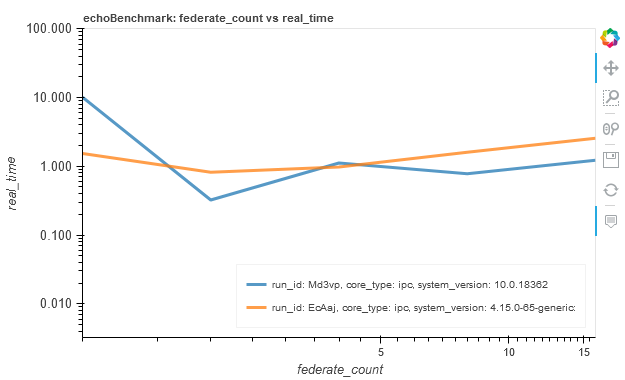 echoBenchmark: federate_count vs real_time
100.000
10.000
1.000
0.100
0.010
real_time
run_id: Md3vp, core_type: ipc, system_version: 10.0.18362
run_id: EcAaj, core_type: ipc, system_version: 4.15.0-65-generic:
5
10
15
federate_count